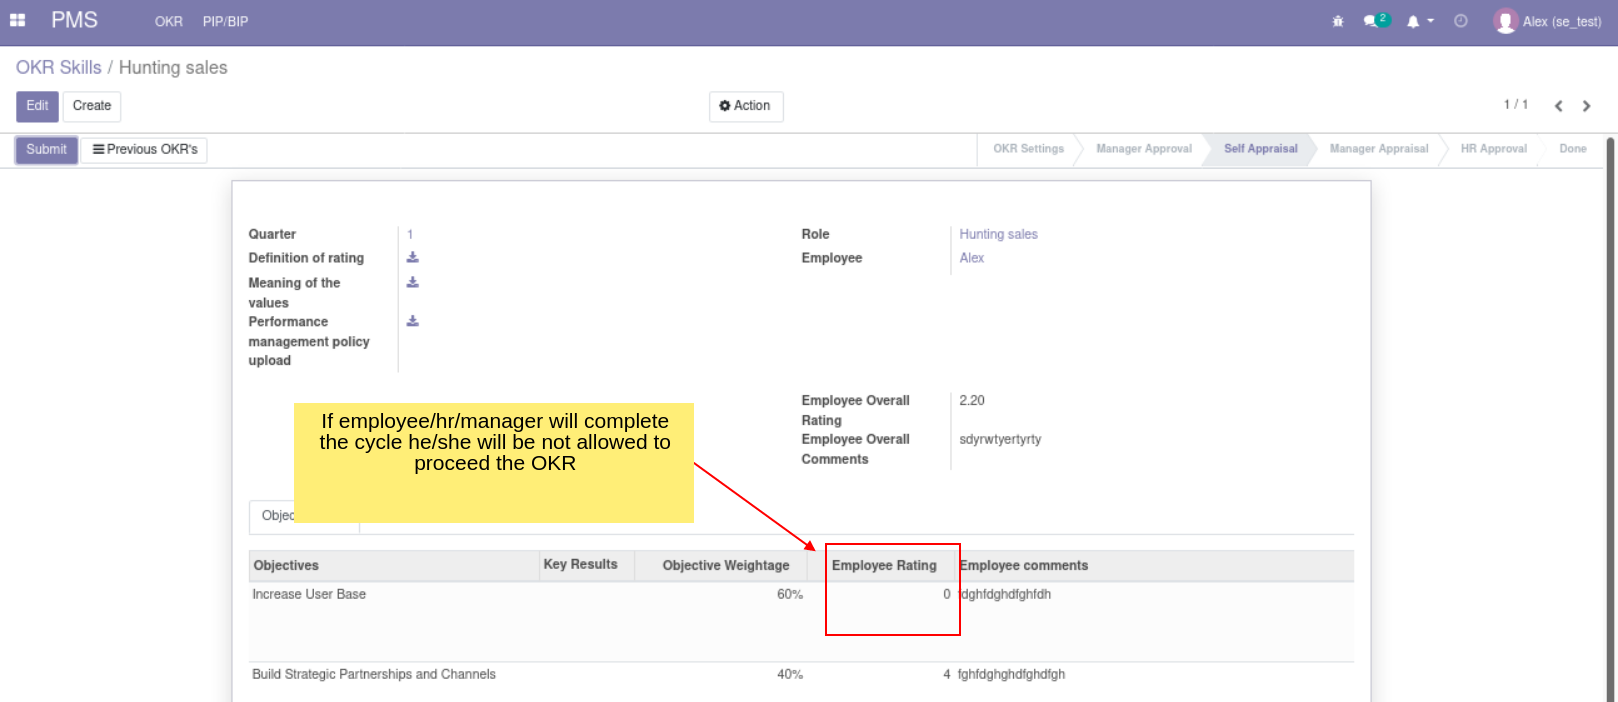 PMS OKR PIP/BIP 2 Alex (se_test)
OKR Skills / Hunting sales
Edit Create Action 1 / 1
Submit Previous OKR's OKR Settings Manager Approval Self Appraisal Manager Appraisal HR Approval Done
Quarter 1 Role Hunting sales
Definition of rating Employee Alex
Meaning of the
values
Performance
management policy
upload
Employee Overall 2.20
Rating
Employee Overall sdyrwtyertyrty
Comments
If employee/hr/manager will complete
the cycle he/she will be not allowed to
proceed the OKR
Objectives Key Results Objective Weightage Employee Rating Employee comments
Increase User Base 60% 0
Build Strategic Partnerships and Channels 40% 4 fghfdghghdfghdfgh